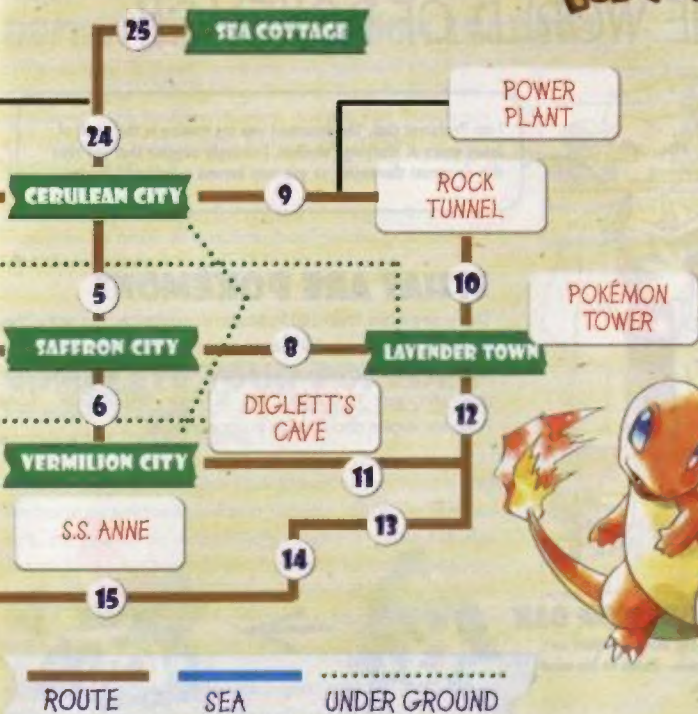 25
SEA COTTAGE
POWER
PLANT
24
CERULEAN CITY
9
ROCK
TUNNEL
5
10
POKÉMON
TOWER
SAFFRON CITY
8
LAVENDER TOWN
6
DIGLETT'S
CAVE
12
VERMILION CITY
11
S.S. ANNE
13
14
15
ROUTE
SEA
UNDER GROUND